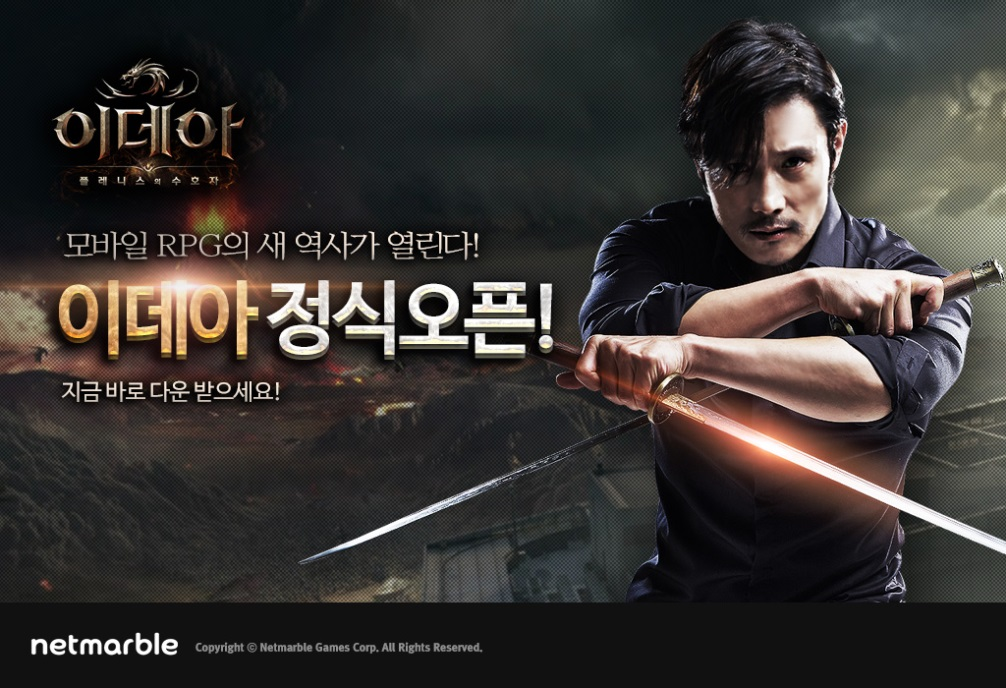 이데아
플레니스의 수호자
모바일 RPG의 새 역사가 열린다!
이데아 정식오픈!
지금 바로 다운 받으세요!
netmarble Copyright © Netmarble Games Corp. All Rights Reserved.